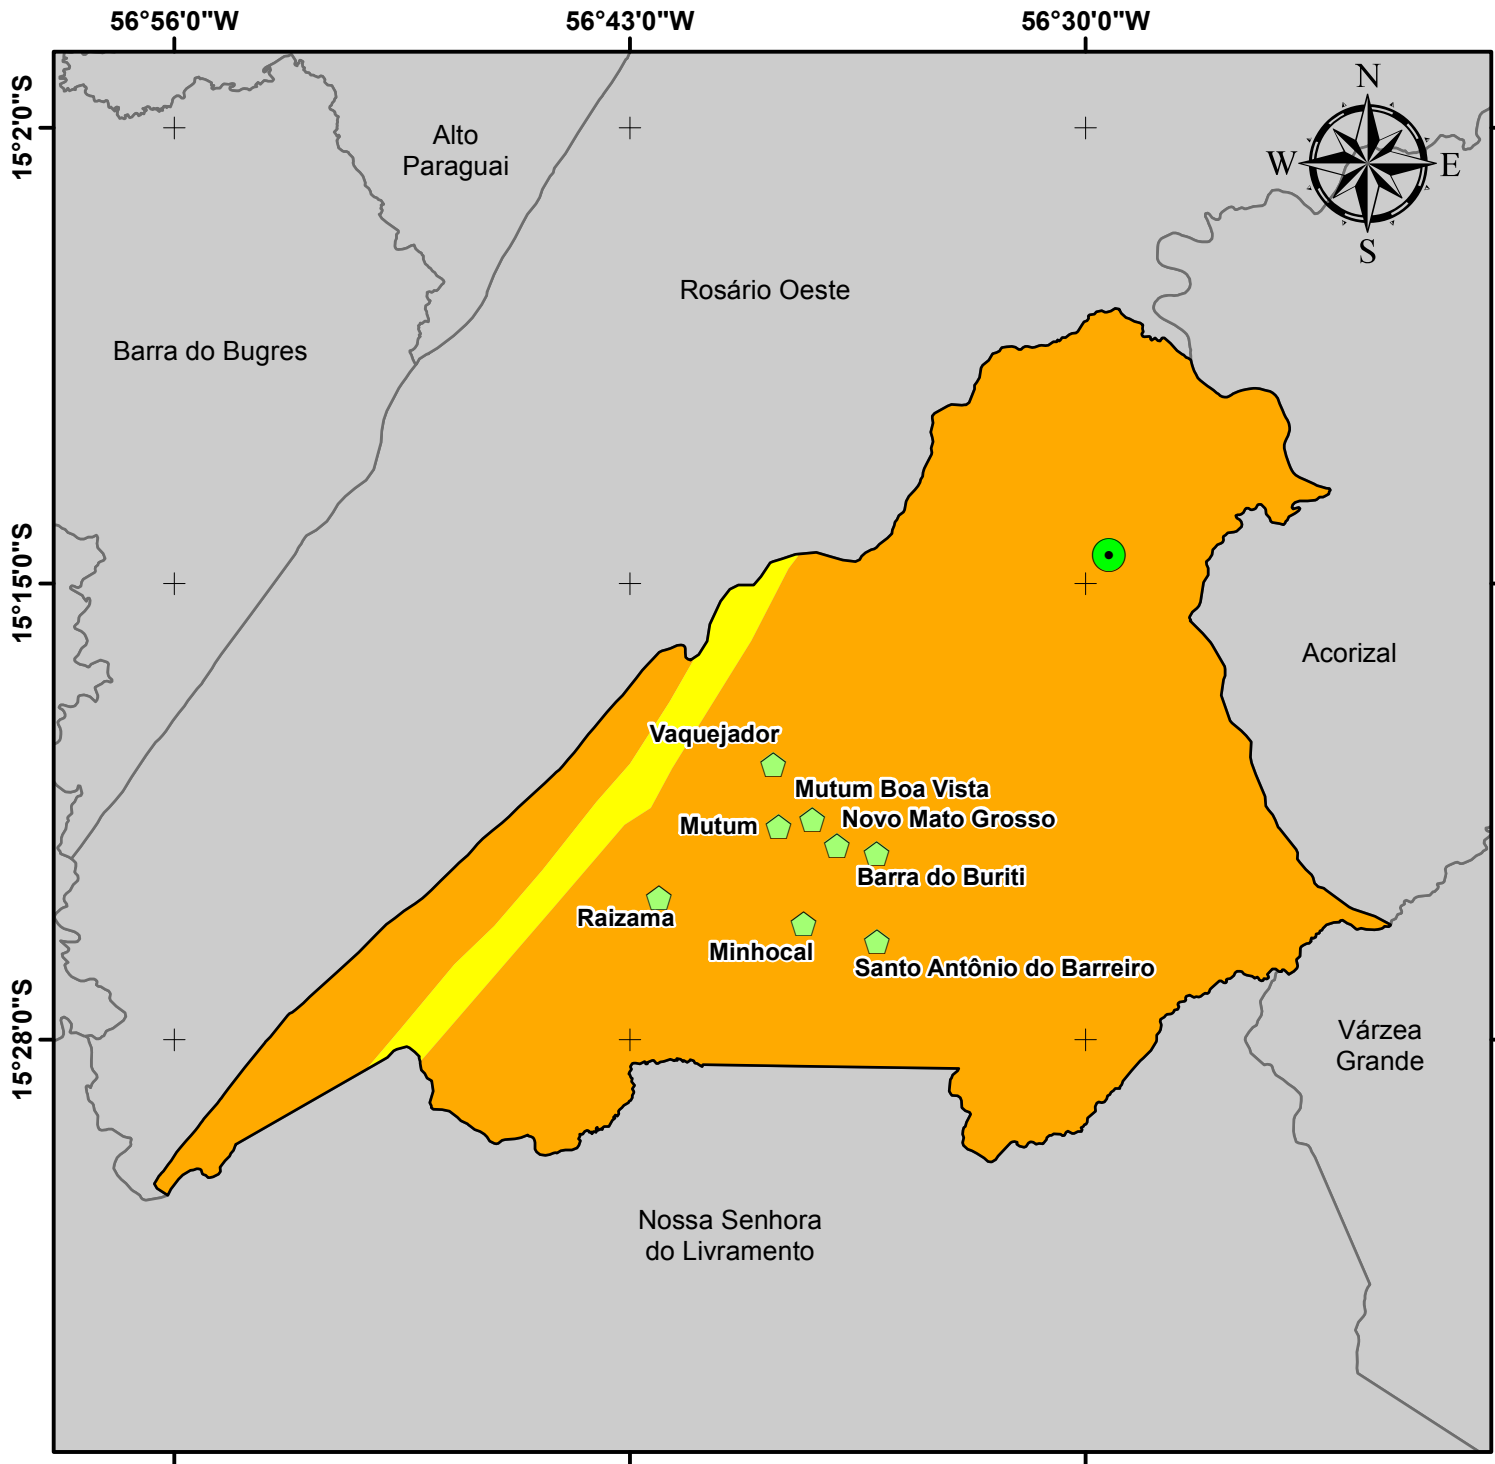 56°56'0"W
56°43'0"W
56°30'0"W
15°2'0"S
15°15'0"S
15°28'0"S
N
W
E
S
Alto
Paraguai
Rosário Oeste
Barra do Bugres
Acorizal
Vaquejador
Mutum Boa Vista
Novo Mato Grosso
Mutum
Barra do Buriti
Raizama
Minhocal
Santo Antônio do Barreiro
Várzea
Grande
Nossa Senhora
do Livramento